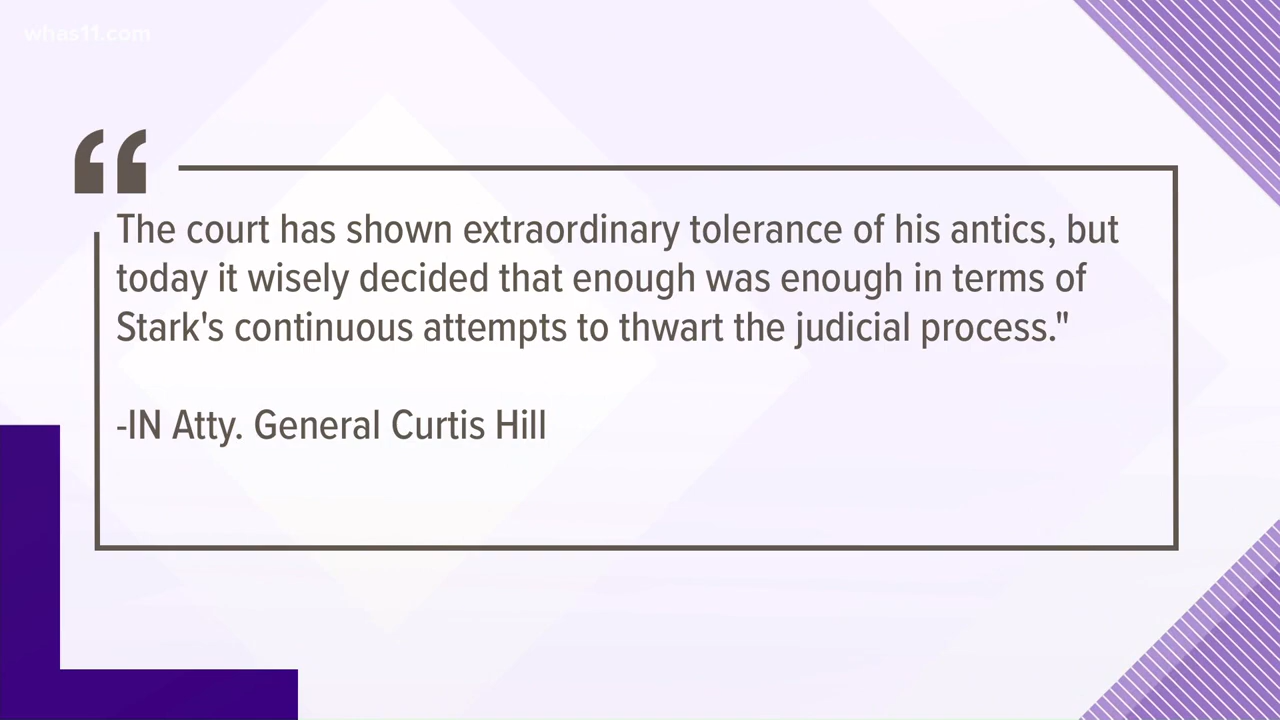 whas11.com
“
The court has shown extraordinary tolerance of his antics, but
today it wisely decided that enough was enough in terms of
Stark's continuous attempts to thwart the judicial process."
-IN Atty. General Curtis Hill